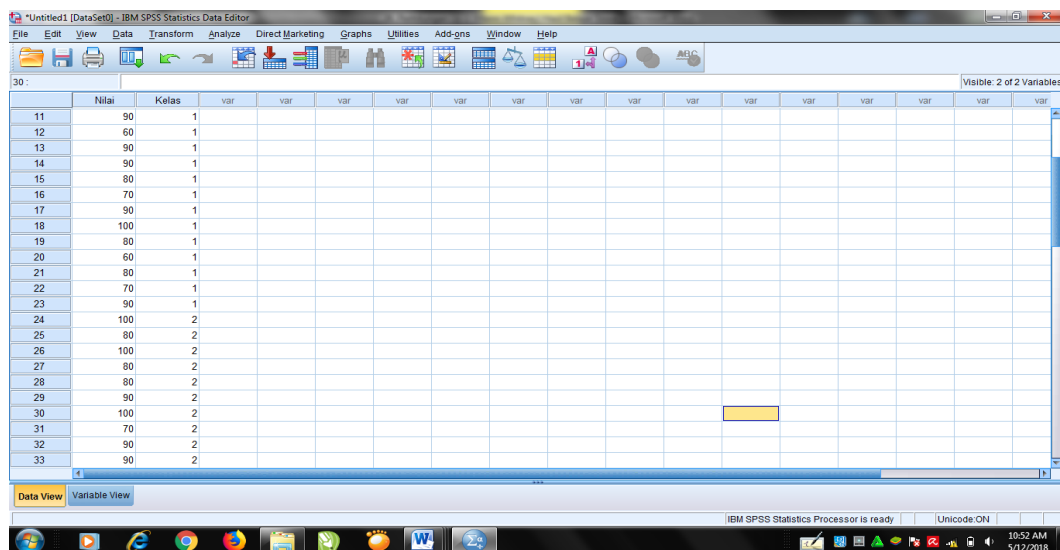 *Untitled1 [DataSet0] - IBM SPSS Statistics Data Editor
File Edit View Data Transform Analyze Direct Marketing Graphs Utilities Add-ons Window Help
30 : Visible: 2 of 2 Variables
Nilai Kelas var var var var var var var var var var var var var var
11 90 1
12 60 1
13 90 1
14 90 1
15 80 1
16 70 1
17 90 1
18 100 1
19 80 1
20 60 1
21 80 1
22 70 1
23 90 1
24 100 2
25 80 2
26 100 2
27 80 2
28 80 2
29 90 2
30 100 2
31 70 2
32 90 2
33 90 2
Data View Variable View
IBM SPSS Statistics Processor is ready Unicode:ON
10:52 AM
5/12/2018